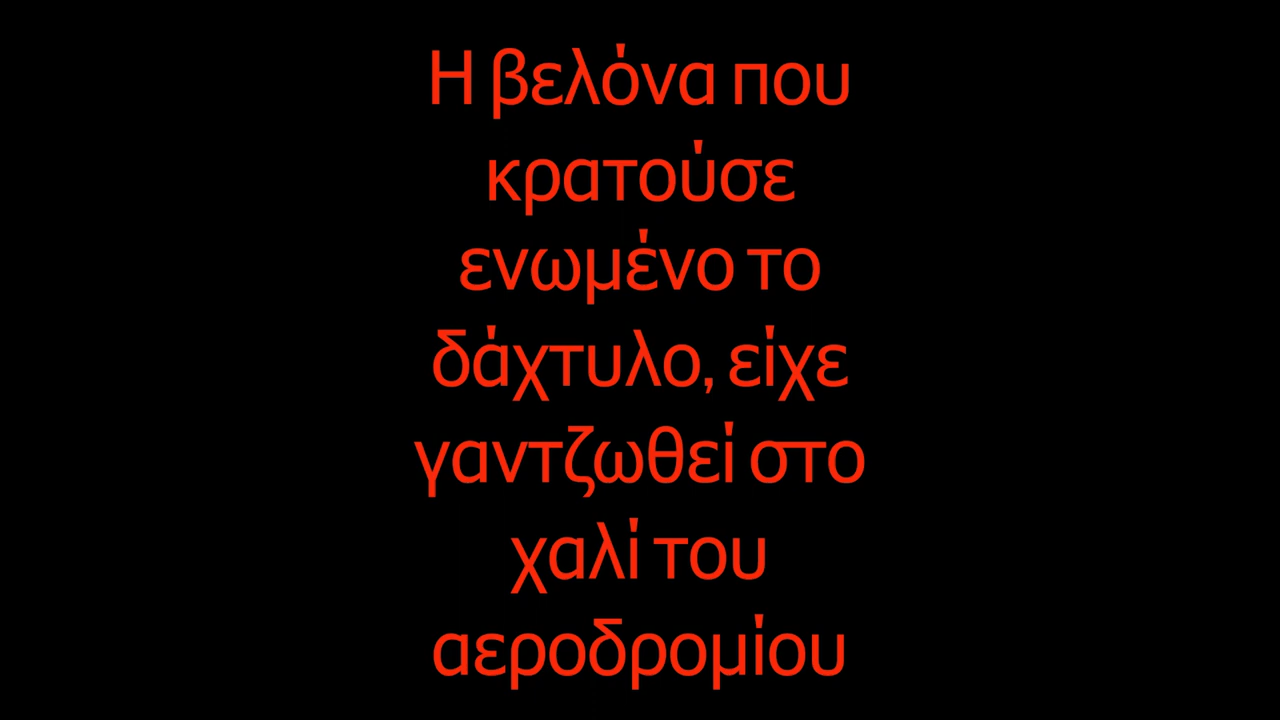 Η βελόνα που
κρατούσε
ενωμένο το
δάχτυλο, είχε
γαντζωθεί στο
χαλί του
αεροδρομίου